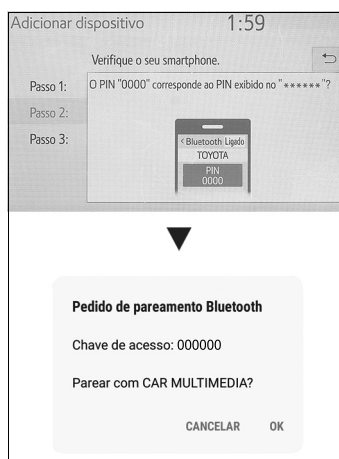 Adicionar dispositivo 1:59
Verifique o seu smartphone.
Passo 1:
O PIN "0000" corresponde ao PIN exibido no "******"?
Passo 2:
Passo 3:
< Bluetooth Ligado
TOYOTA
PIN
0000
Pedido de pareamento Bluetooth
Chave de acesso: 000000
Parear com CAR MULTIMEDIA?
CANCELAR OK